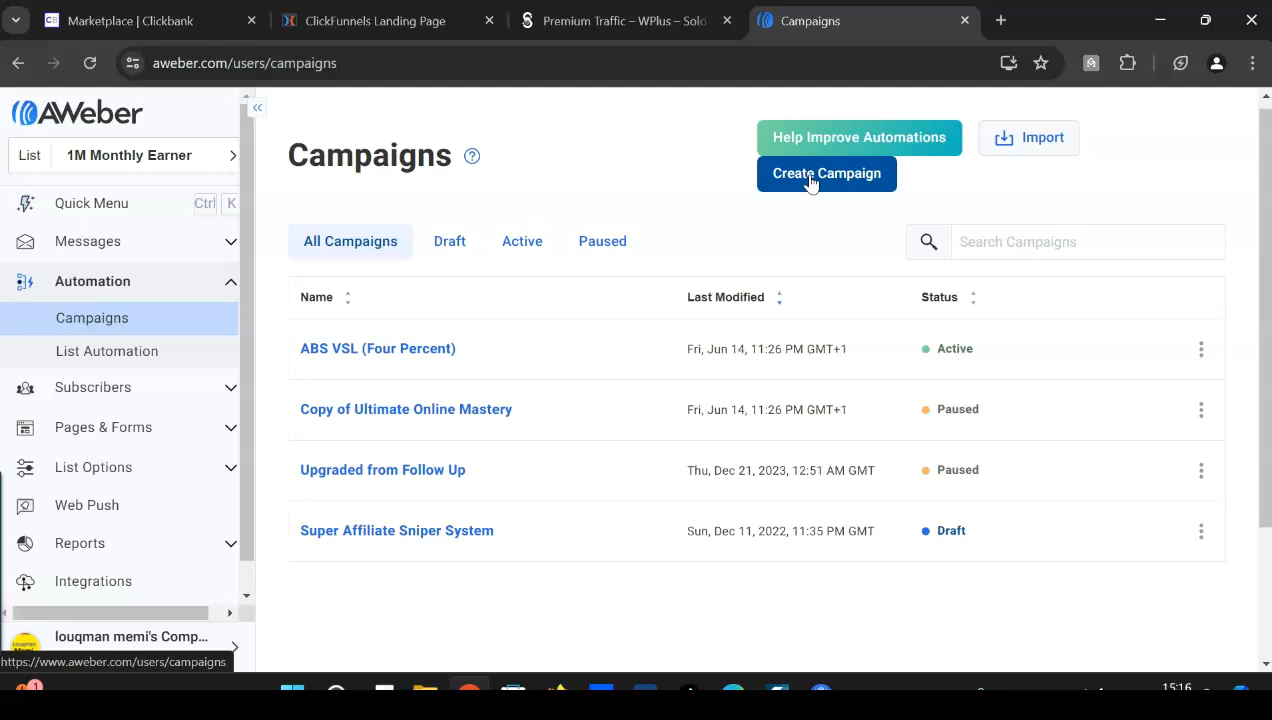 Marketplace | Clickbank
ClickFunnels Landing Page
Premium Traffic – WPlus – Solo
Campaigns
aweber.com/users/campaigns
AWeber
List 1M Monthly Earner
Quick Menu Ctrl K
Messages
Automation
Campaigns
List Automation
Subscribers
Pages & Forms
List Options
Web Push
Reports
Integrations
louqman memi's Comp...
https://www.aweber.com/users/campaigns
Campaigns
Help Improve Automations
Import
Create Campaign
All Campaigns Draft Active Paused
Search Campaigns
Name Last Modified Status
ABS VSL (Four Percent) Fri, Jun 14, 11:26 PM GMT+1 Active
Copy of Ultimate Online Mastery Fri, Jun 14, 11:26 PM GMT+1 Paused
Upgraded from Follow Up Thu, Dec 21, 2023, 12:51 AM GMT Paused
Super Affiliate Sniper System Sun, Dec 11, 2022, 11:35 PM GMT Draft
1
15:16